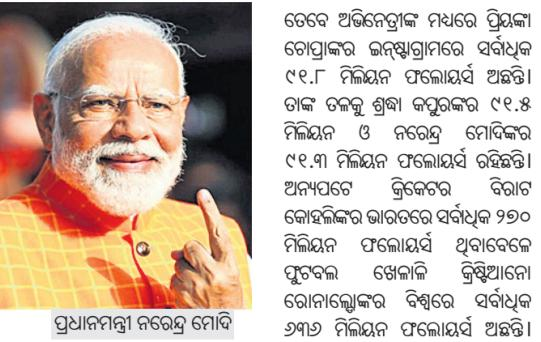 ତେବେ ଅଭିନେତ୍ରୀଙ୍କ ମଧ୍ୟରେ ପ୍ରିୟଙ୍କା
ଚୋପ୍ରାଙ୍କର ଇନ୍‌ଷ୍ଟାଗ୍ରାମରେ ସର୍ବାଧିକ
୯୧.୮ ମିଲିୟନ ଫଲୋୟର୍ସ ଅଛନ୍ତି।
ତାଙ୍କ ତଳକୁ ଶ୍ରଦ୍ଧା କପୁରଙ୍କର ୯୧.୫
ମିଲିୟନ ଓ ନରେନ୍ଦ୍ର ମୋଦିଙ୍କର
୯୧.୩ ମିଲିୟନ ଫଲୋୟର୍ସ ରହିଛନ୍ତି।
ଅନ୍ୟପଟେ କ୍ରିକେଟର ବିରାଟ
କୋହଲିଙ୍କର ଭାରତରେ ସର୍ବାଧିକ ୨୭୦
ମିଲିୟନ ଫଲୋୟର୍ସ ଥିବାବେଳେ
ଫୁଟବଲ ଖେଳାଳି କ୍ରିଷ୍ଟିଆନୋ
ରୋନାଲ୍ଡୋଙ୍କର ବିଶ୍ୱରେ ସର୍ବାଧିକ
୬୩୬ ମିଲିୟନ ଫଲୋୟର୍ସ ଅଛନ୍ତି।
ପ୍ରଧାନମନ୍ତ୍ରୀ ନରେନ୍ଦ୍ର ମୋଦି